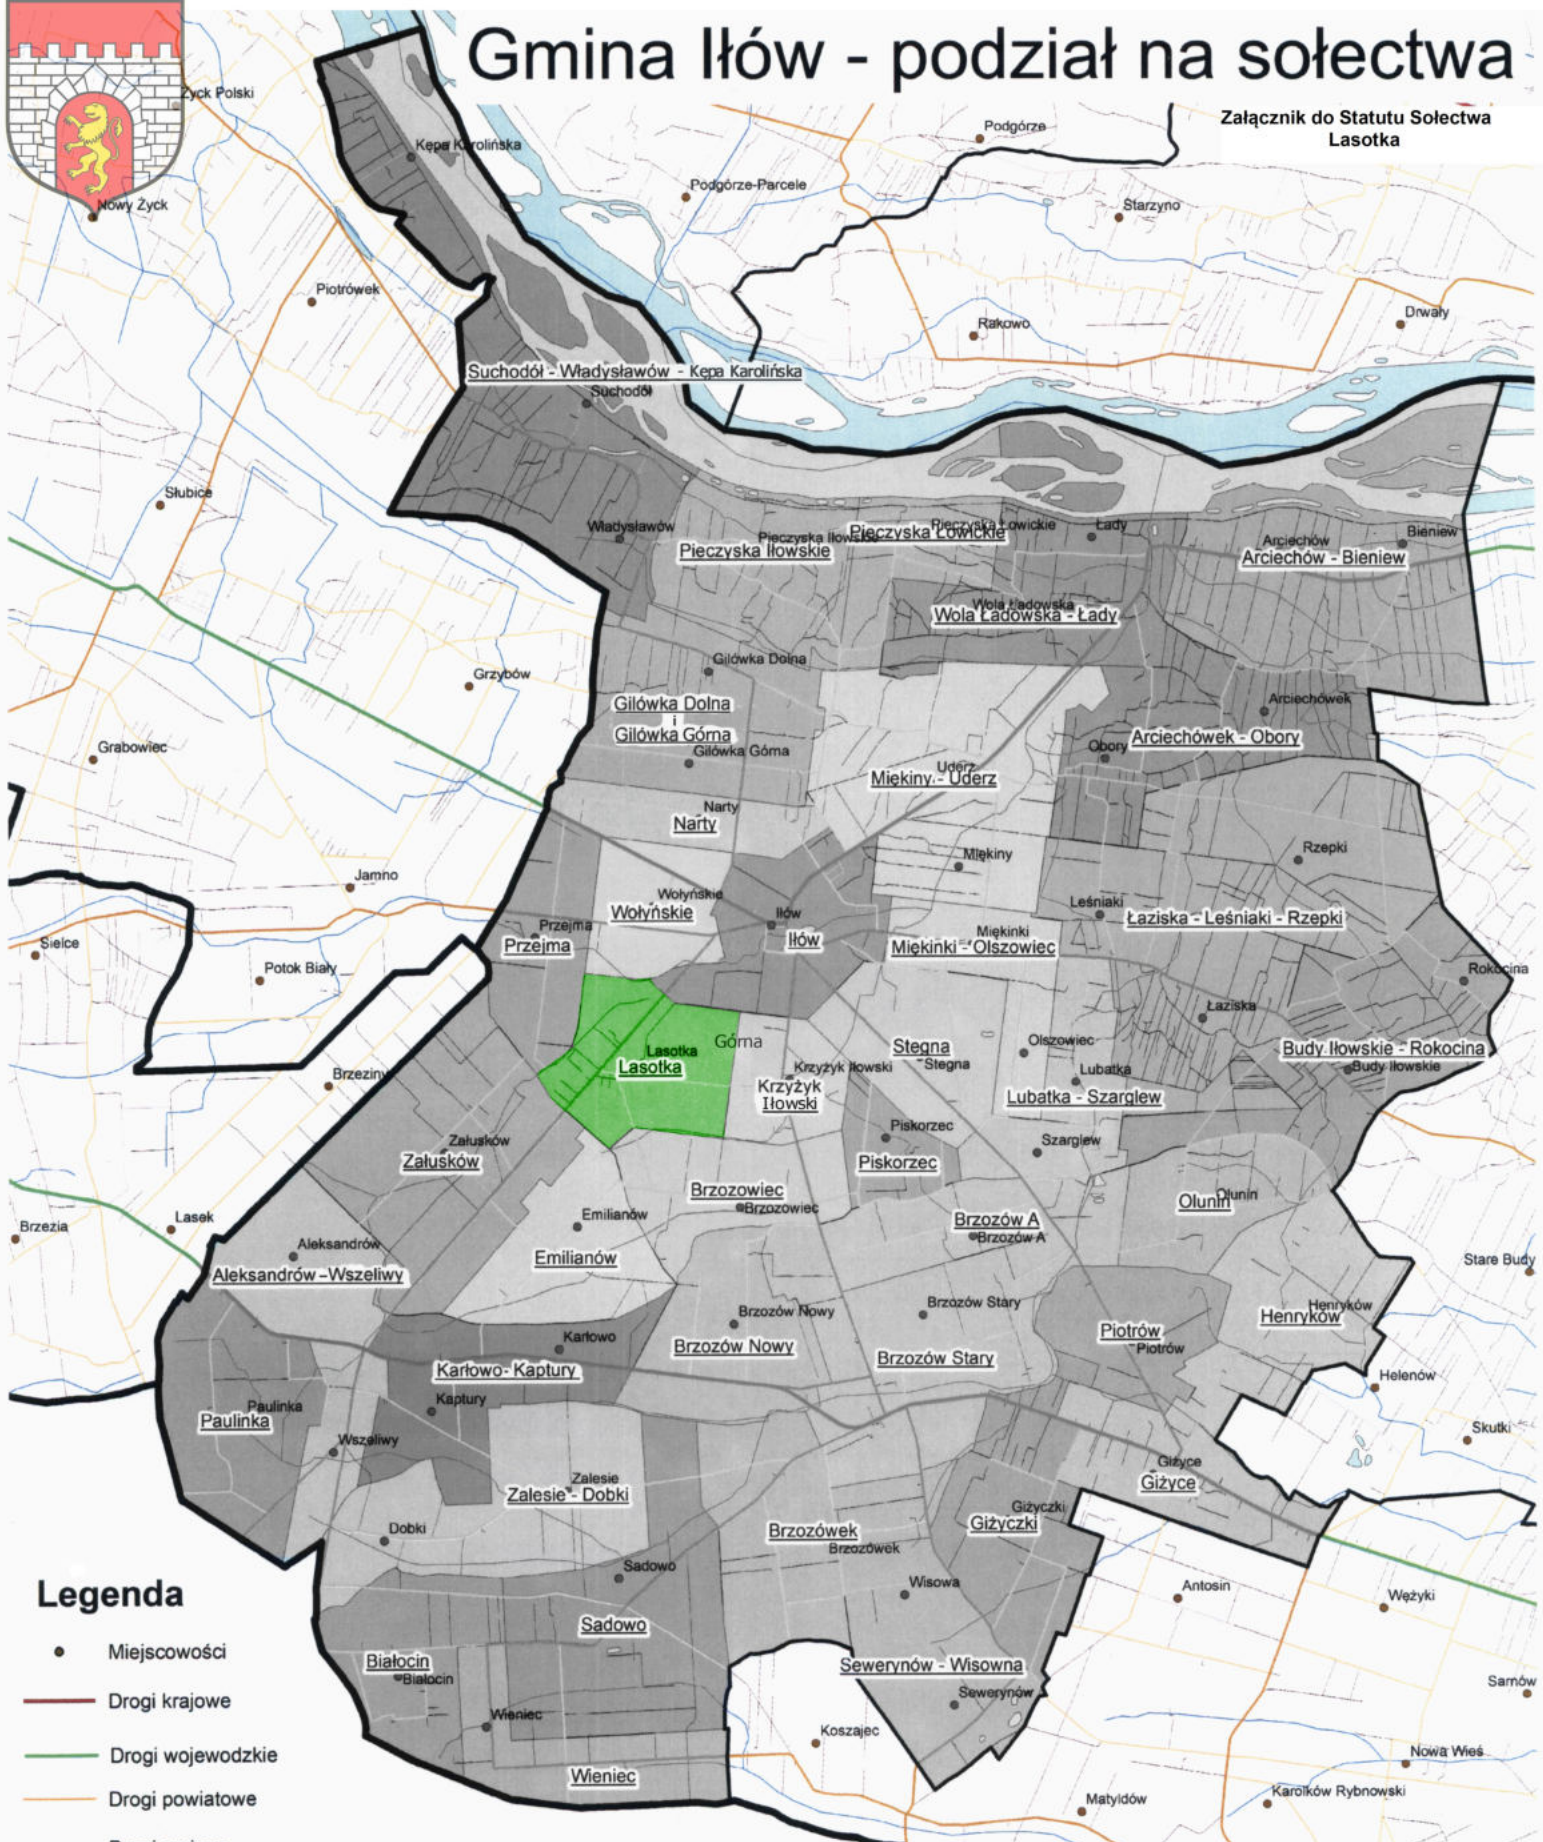 Gmina Iłów - podział na sołectwa
Załącznik do Statutu Sołectwa
Lasotka
Życk Polski
Nowy Życk
Kępa Karolińska
Podgórze
Podgórze-Parcele
Starzyno
Piotrówek
Rakowo
Drwały
Suchodół - Władysławów - Kępa Karolińska
Suchodół
Słubice
Władysławów
Pieczyska Iłowskie
Pieczyska Iłowskie
Pieczyska Łowickie
Pieczyska Łowickie
Łady
Arciechów
Bieniew
Arciechów - Bieniew
Wola Ładowska
Wola Ładowska - Łady
Gilówka Dolna
Grzybów
Gilówka Dolna
i
Gilówka Górna
Gilówka Górna
Arciechówek
Arciechówek - Obory
Obory
Grabowiec
Uderz
Miękiny - Uderz
Narty
Narty
Miękiny
Rzepki
Jamno
Wołyńskie
Wołyńskie
Leśniaki
Łaziska - Leśniaki - Rzepki
Iłów
Iłów
Przejma
Przejma
Miękinki
Miękinki - Olszowiec
Sielce
Potok Biały
Rokocina
Łaziska
Górna
Lasotka
Lasotka
Stegna
Stegna
Olszowiec
Budy Iłowskie - Rokocina
Budy Iłowskie
Krzyżyk Iłowski
Krzyżyk
Iłowski
Lubatka
Lubatka - Szarglew
Brzeziny
Załusków
Załusków
Piskorzec
Piskorzec
Szarglew
Brzozowiec
Brzozowiec
Olunin
Olunin
Brzezia
Lasek
Emilianów
Emilianów
Brzozów A
Brzozów A
Aleksandrów
Aleksandrów –Wszeliwy
Stare Budy
Brzozów Nowy
Brzozów Nowy
Brzozów Stary
Brzozów Stary
Henryków
Henryków
Piotrów
Piotrów
Karłowo
Karłowo- Kaptury
Kaptury
Helenów
Paulinka
Paulinka
Wszeliwy
Skutki
Giżyce
Giżyce
Zalesie
Zalesie - Dobki
Dobki
Giżyczki
Giżyczki
Brzozówek
Brzozówek
Sadowo
Sadowo
Wisowa
Antosin
Wężyki
Białocin
Białocin
Sewerynów - Wisowna
Sewerynów
Sarnów
Wieniec
Wieniec
Koszajec
Nowa Wieś
Matyldów
Karolków Rybnowski
Legenda
Miejscowości
Drogi krajowe
Drogi wojewodzkie
Drogi powiatowe